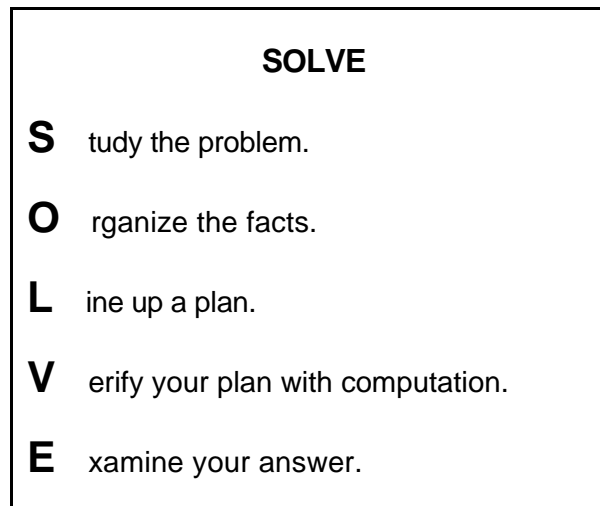 SOLVE
S tudy the problem.
O rganize the facts.
L ine up a plan.
V erify your plan with computation.
E xamine your answer.